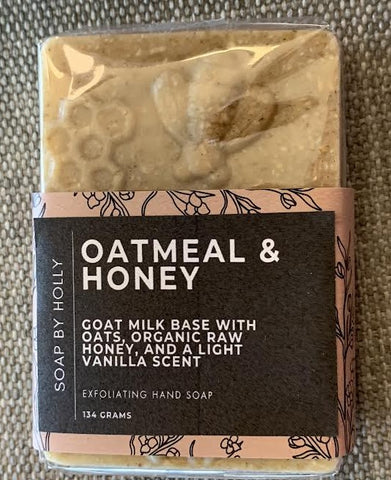 SOAP BY HOLLY
OATMEAL &
HONEY
GOAT MILK BASE WITH
OATS, ORGANIC RAW
HONEY, AND A LIGHT
VANILLA SCENT
EXFOLIATING HAND SOAP
134 GRAMS